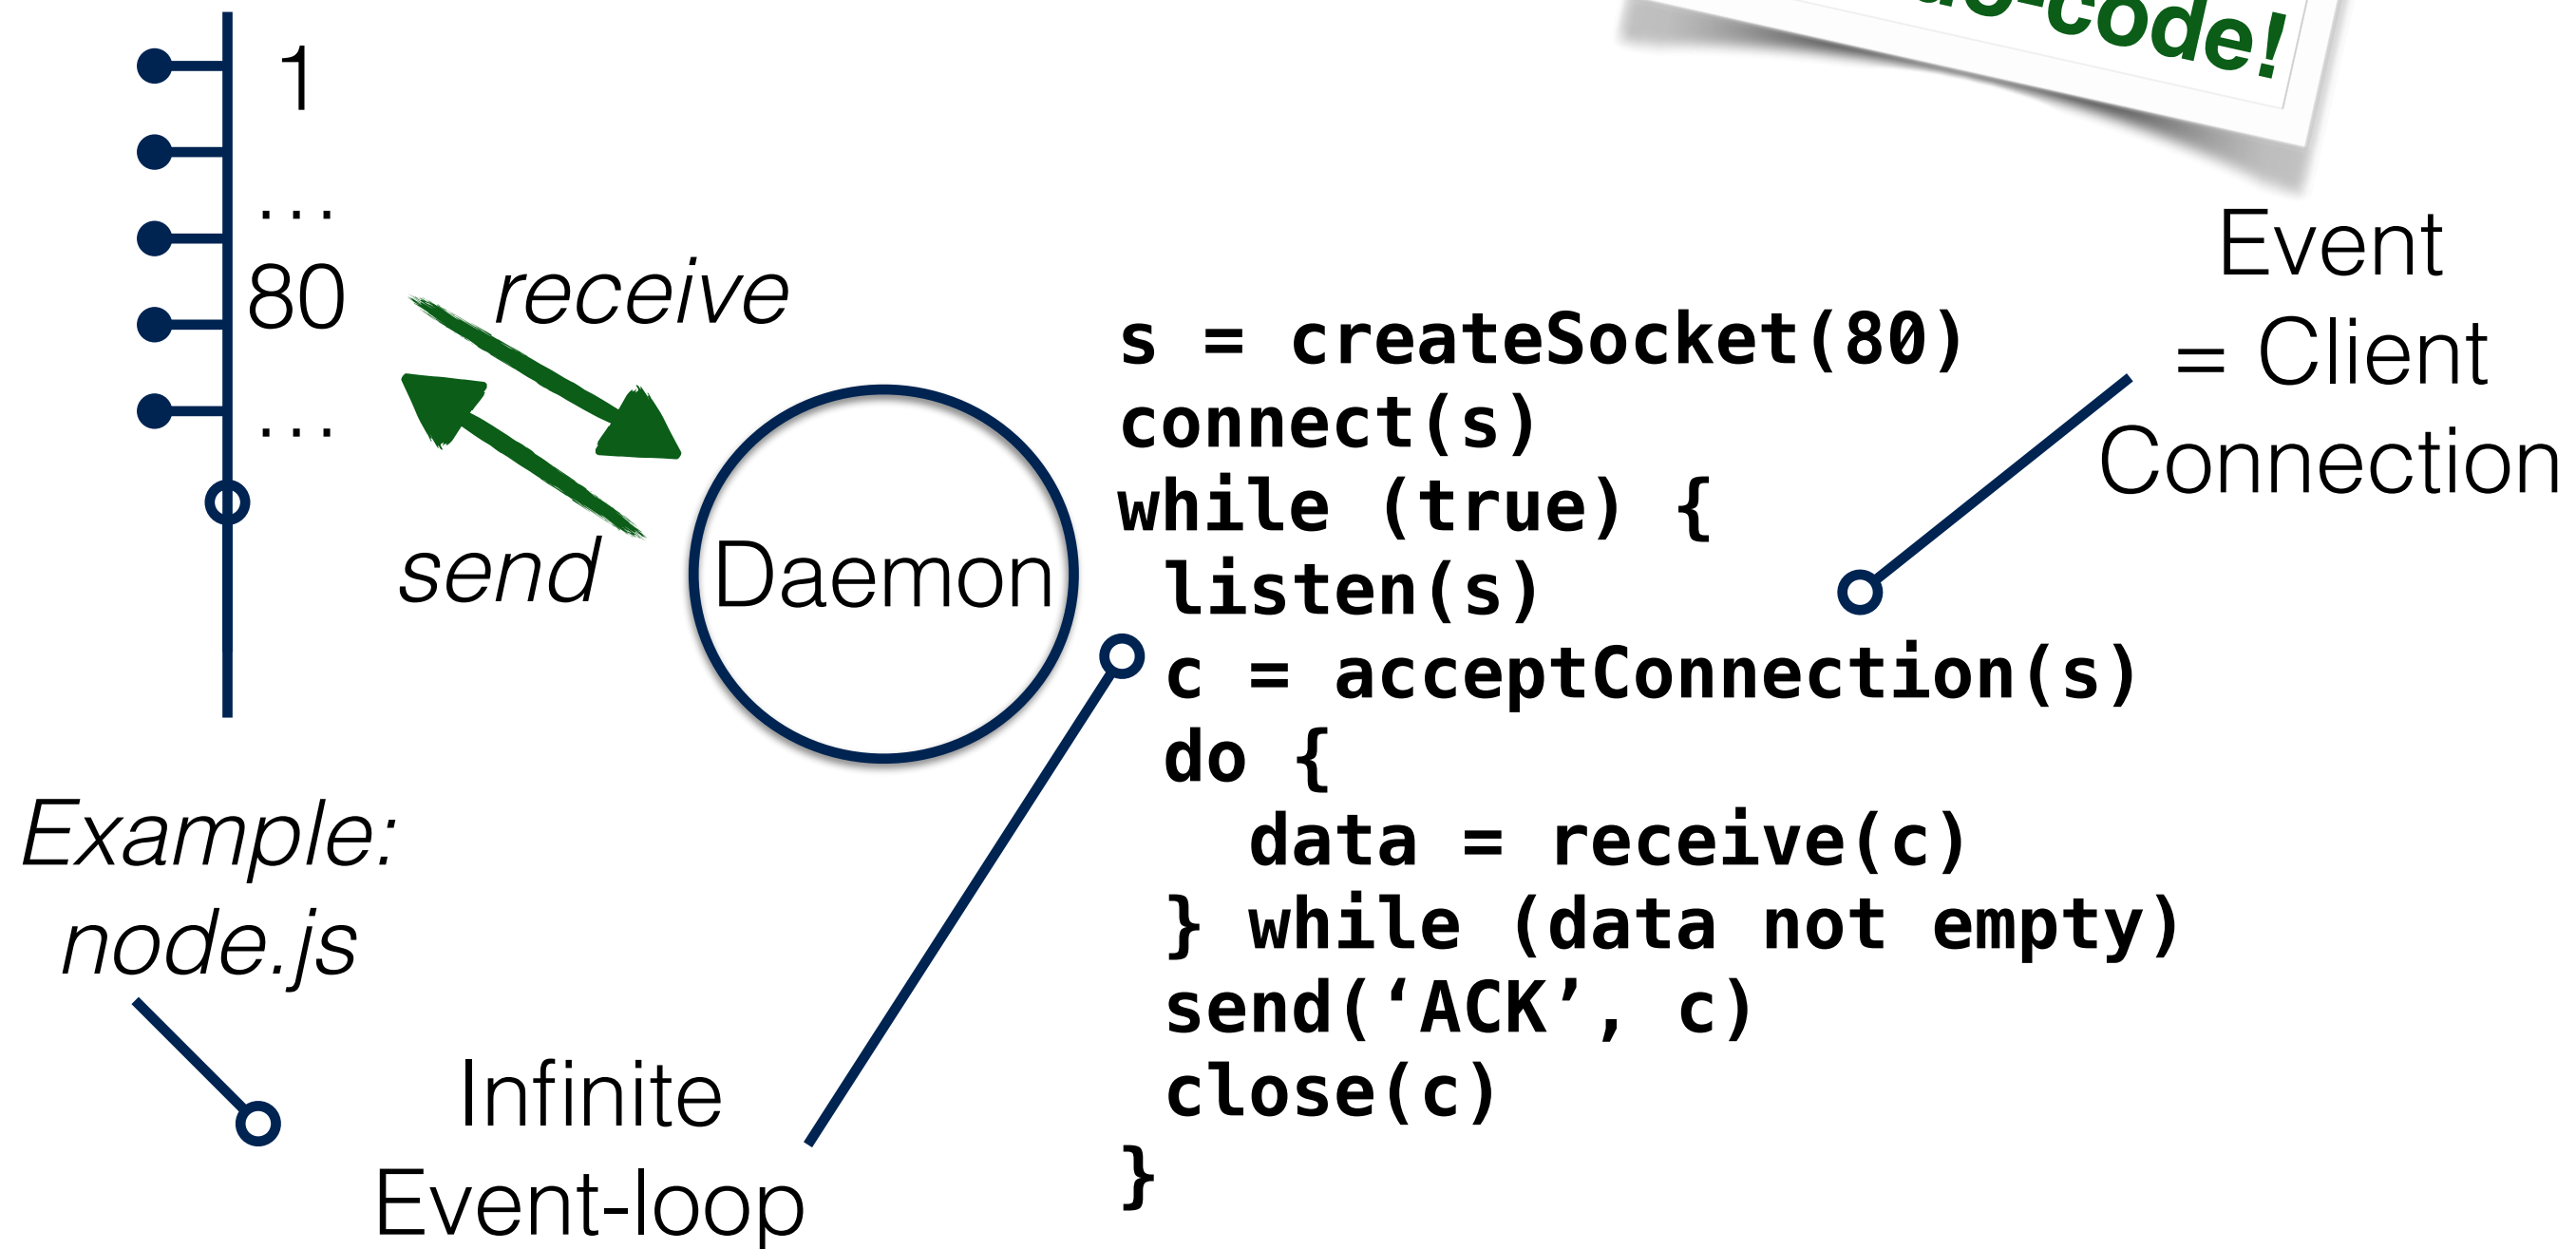 -code!
1
...
80
...
receive
send
Daemon
s = createSocket(80)
connect(s)
while (true) {
listen(s)
c = acceptConnection(s)
do {
data = receive(c)
} while (data not empty)
send(‘ACK’, c)
close(c)
}
Event
= Client
Connection
Example:
node.js
Infinite
Event-loop